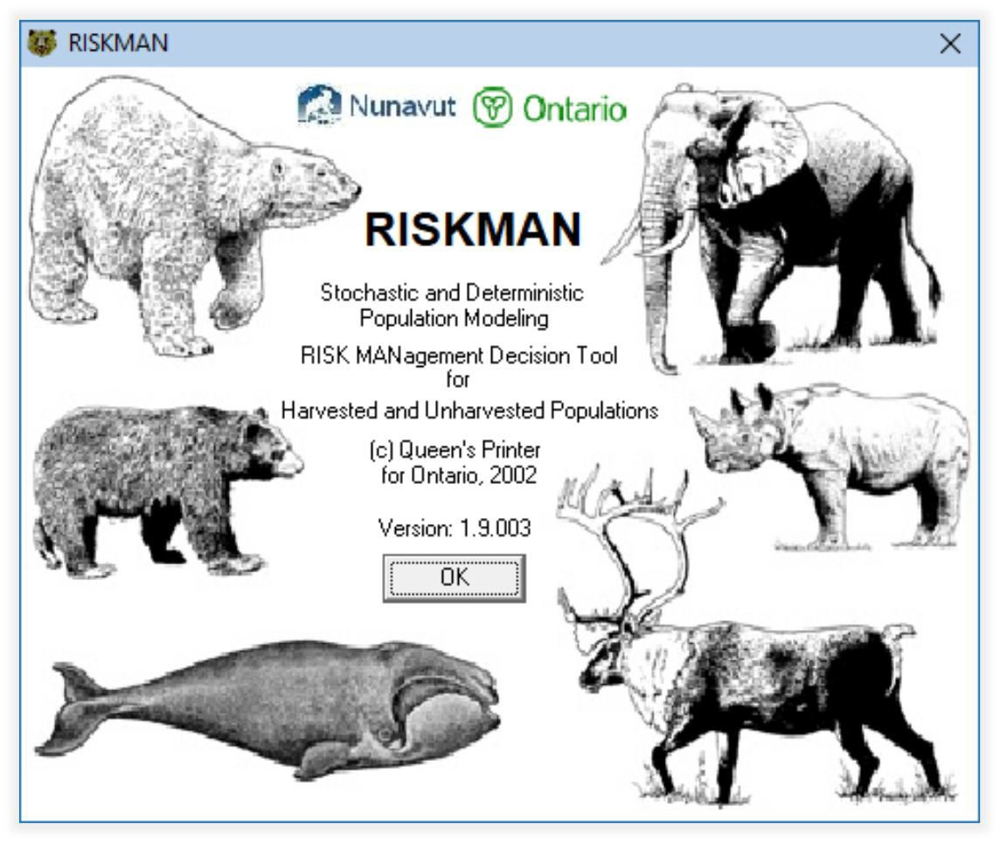 RISKMAN
Nunavut Ontario
RISKMAN
Stochastic and Deterministic
Population Modeling
RISK MANagement Decision Tool
for
Harvested and Unharvested Populations
(c) Queen's Printer
for Ontario, 2002
Version: 1.9.003
OK